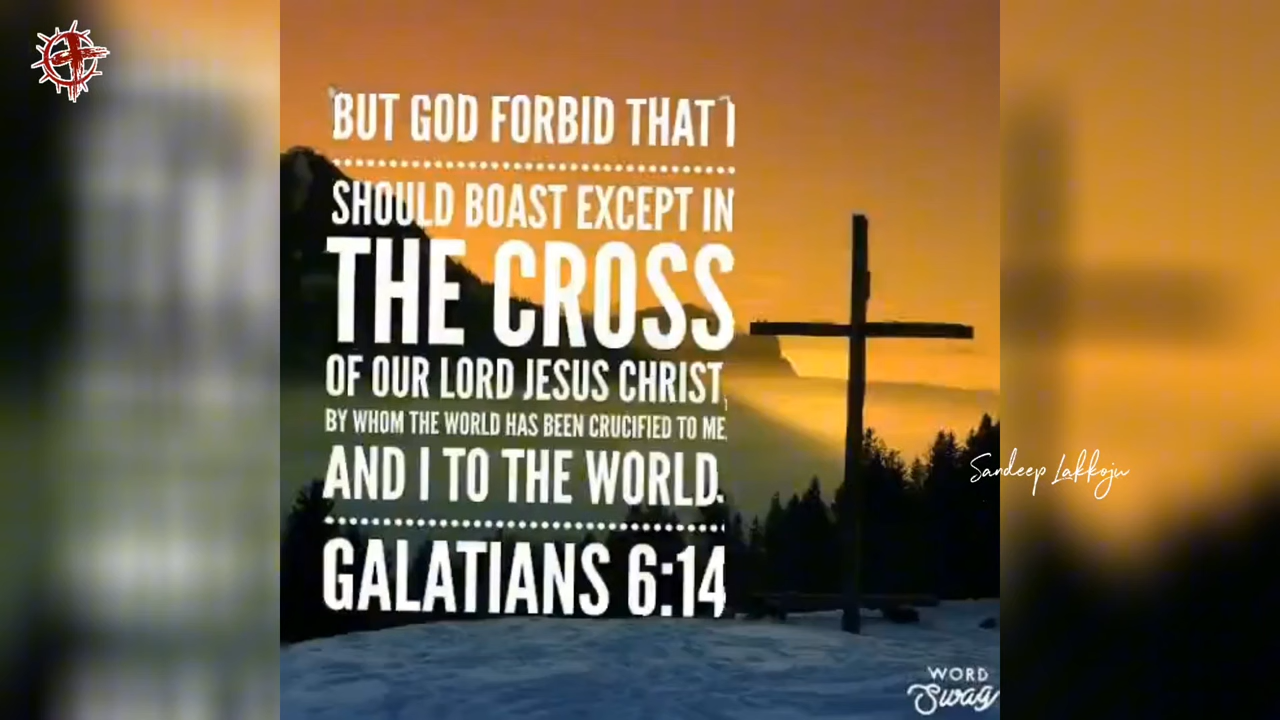 BUT GOD FORBID THAT I
SHOULD BOAST EXCEPT IN
THE CROSS
OF OUR LORD JESUS CHRIST,
BY WHOM THE WORLD HAS BEEN CRUCIFIED TO ME,
AND I TO THE WORLD.
GALATIANS 6:14
Sandeep Lakkoju
WORD
Swag